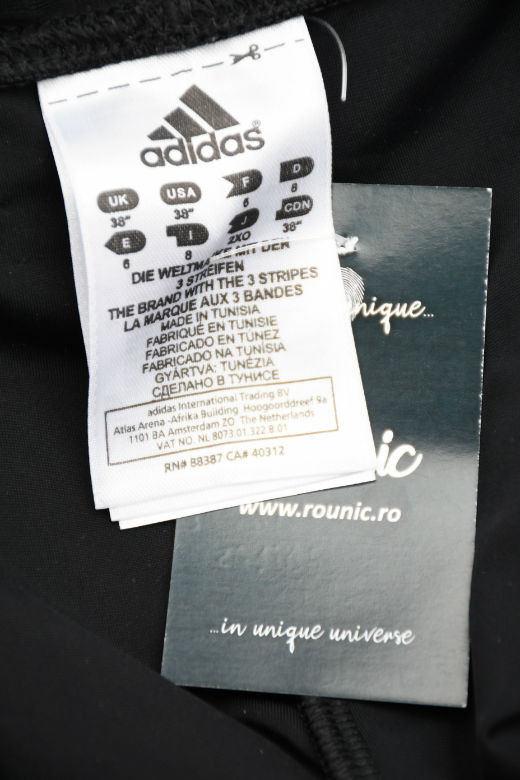 adidas®
UK USA F D
38" 38" 6 8
E I J CDN
6 8 2XO 38"
DIE WELTMARKE MIT DER
3 STREIFEN
THE BRAND WITH THE 3 STRIPES
LA MARQUE AUX 3 BANDES
MADE IN TUNISIA
FABRIQUÉ EN TUNISIE
FABRICADO EN TUNEZ
FABRICADO NA TUNÍSIA
GYÁRTVA: TUNÉZIA
СДЕЛАНО В ТУНИСЕ
adidas International Trading BV
Atlas Arena -Afrika Building Hoogoorddreef 9a
1101 BA Amsterdam ZO The Netherlands
VAT NO. NL 8073.01.322.B.01
RN# 88387 CA# 40312
nique...
nic
www.rounic.ro
...in unique universe